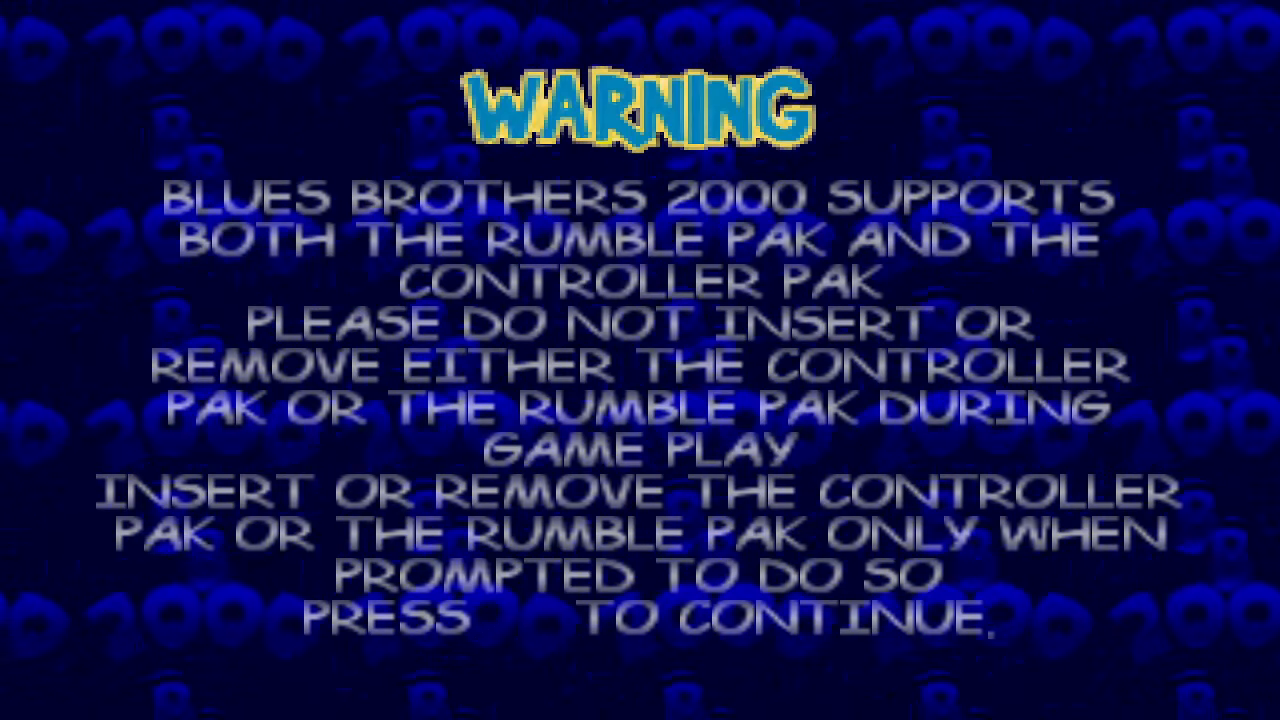 WARNING
BLUES BROTHERS 2000 SUPPORTS
BOTH THE RUMBLE PAK AND THE
CONTROLLER PAK
PLEASE DO NOT INSERT OR
REMOVE EITHER THE CONTROLLER
PAK OR THE RUMBLE PAK DURING
GAME PLAY
INSERT OR REMOVE THE CONTROLLER
PAK OR THE RUMBLE PAK ONLY WHEN
PROMPTED TO DO SO
PRESS TO CONTINUE.